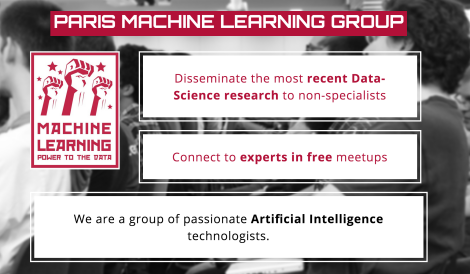 PARIS MACHINE LEARNING GROUP
MACHINE
LEARNING
POWER TO THE DATA
Disseminate the most recent Data-
Science research to non-specialists
Connect to experts in free meetups
We are a group of passionate Artificial Intelligence
technologists.